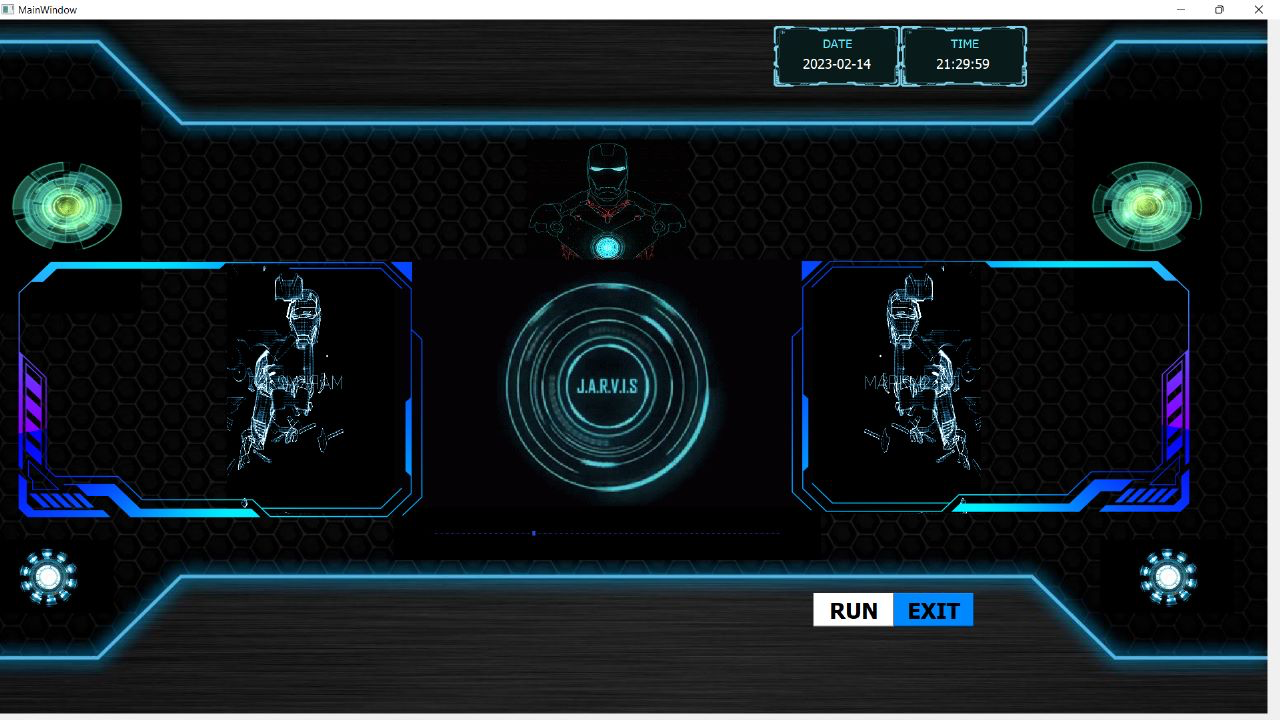 MainWindow
DATE
2023-02-14
TIME
21:29:59
J.A.R.V.I.S
RUN
EXIT